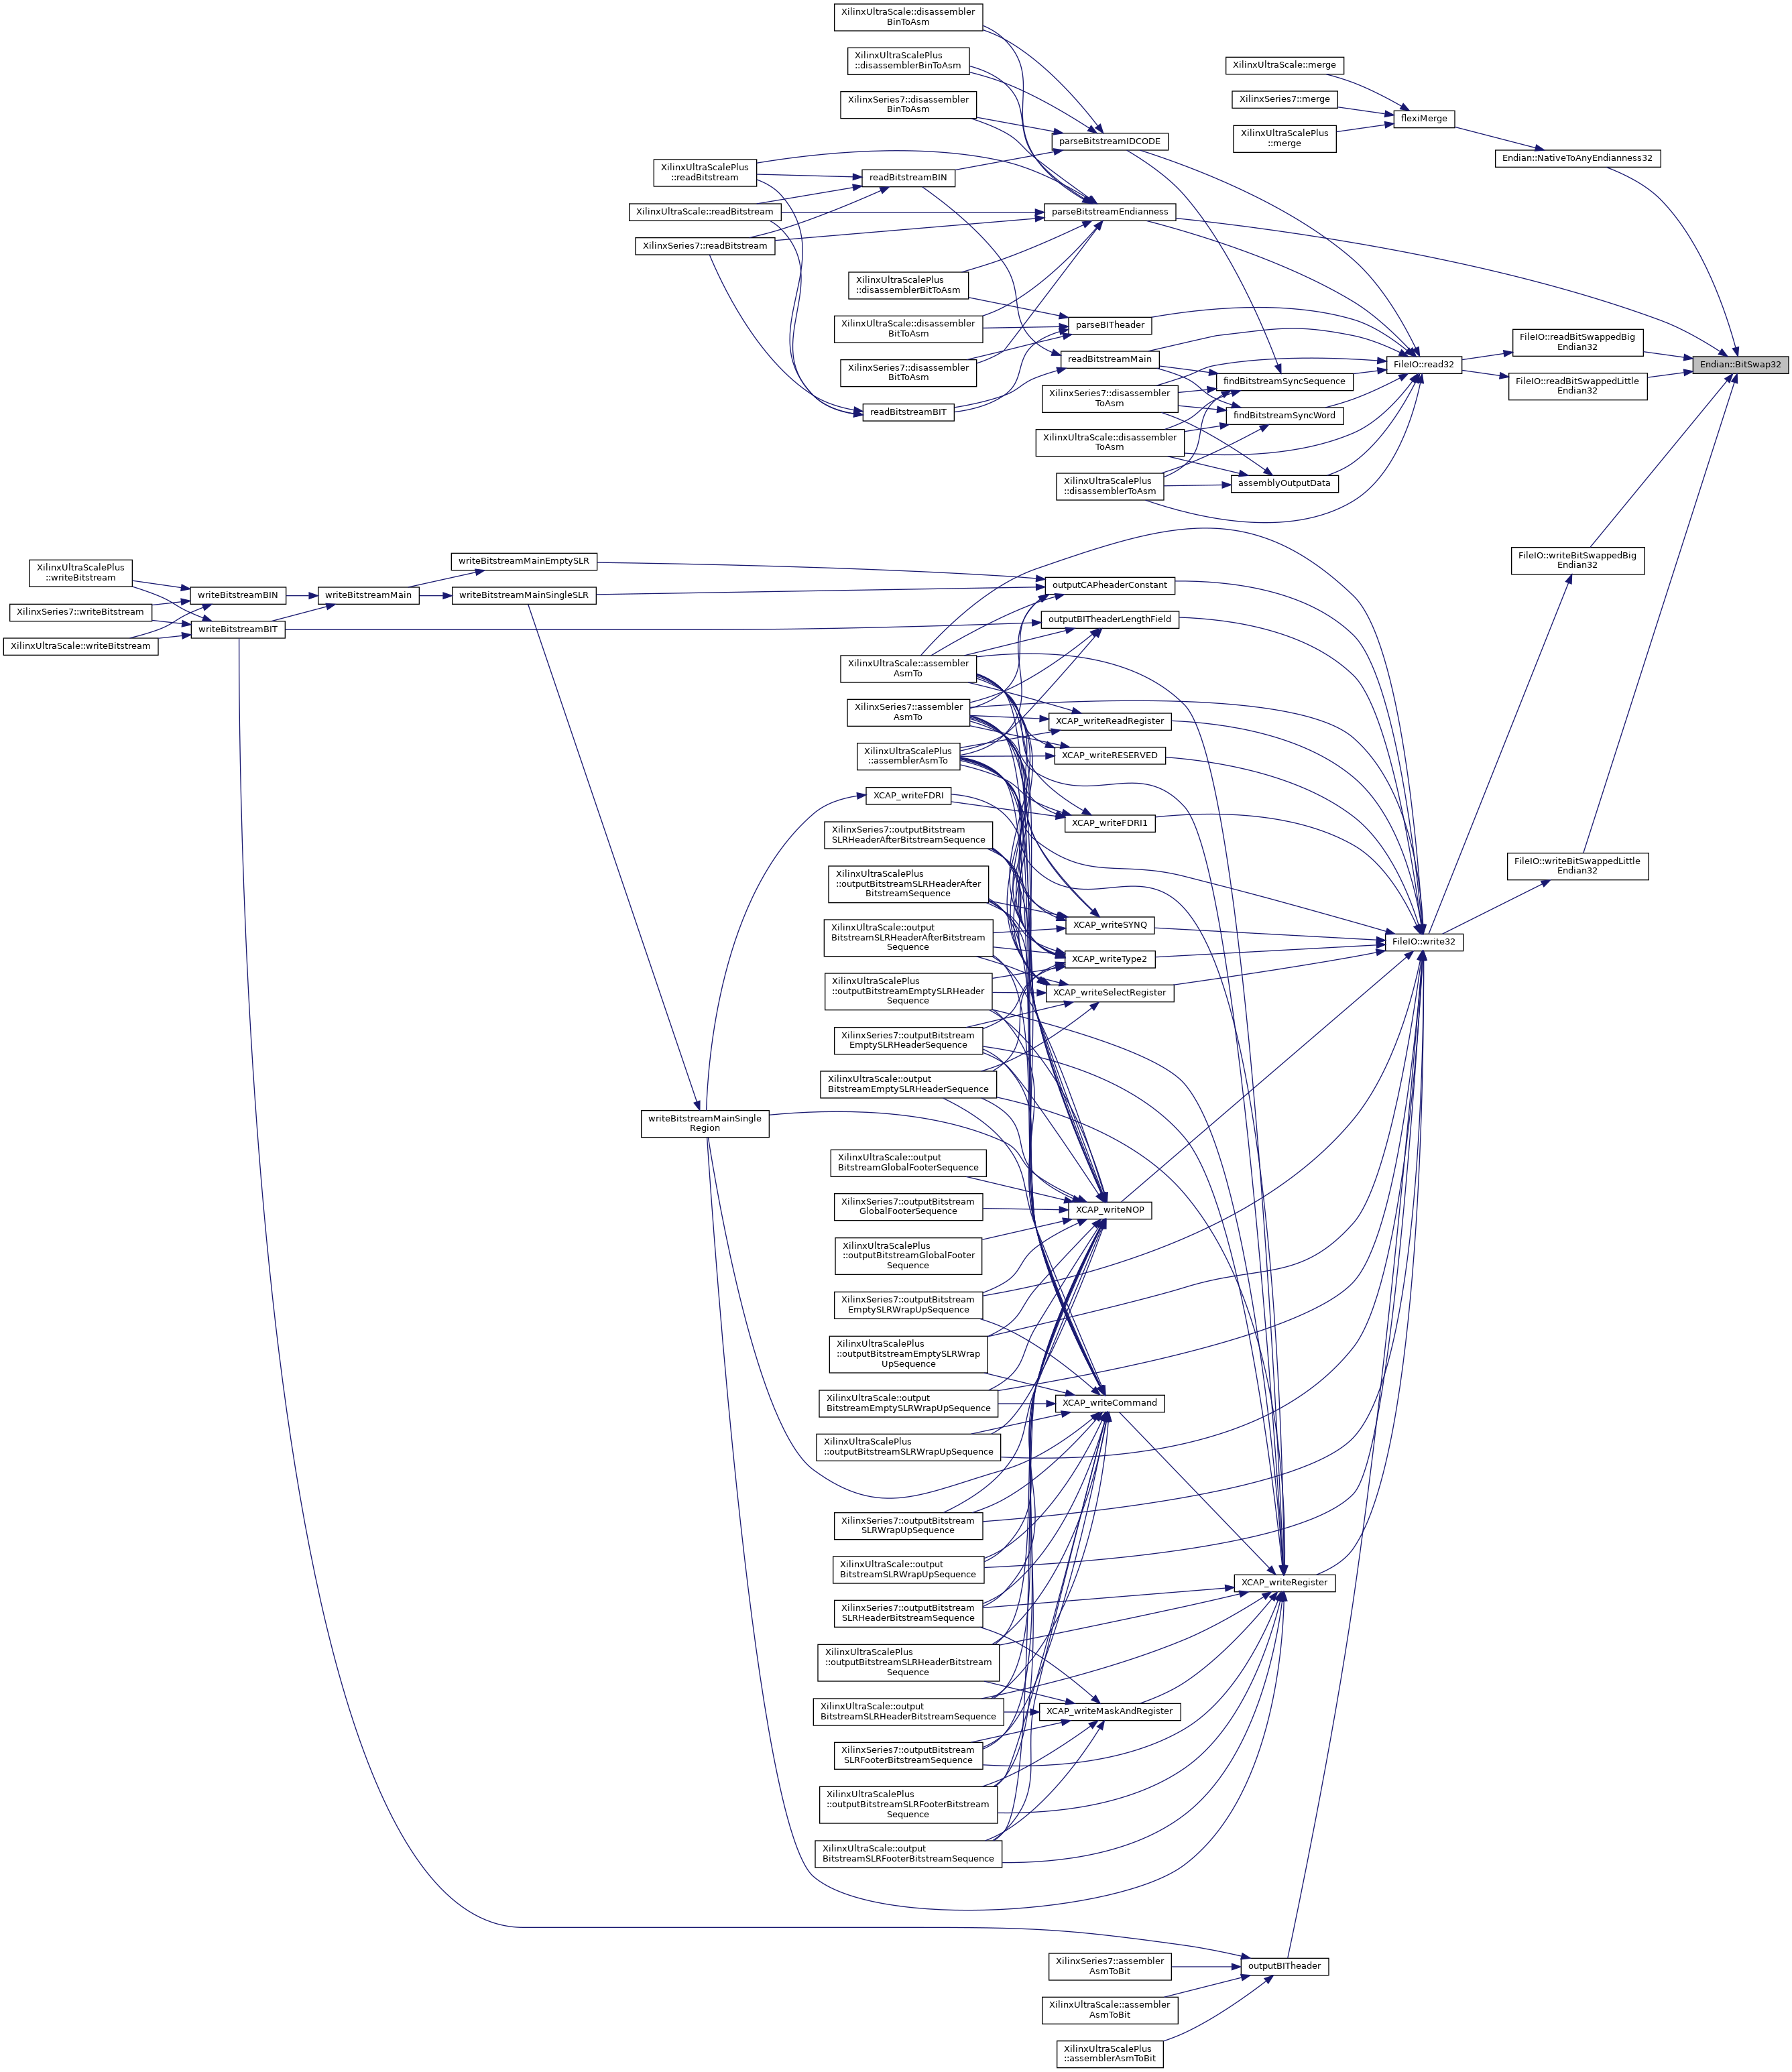 XilinxUltraScale::disassembler
BinToAsm
XilinxUltraScalePlus
::disassemblerBinToAsm
XilinxSeries7::disassembler
BinToAsm
XilinxUltraScalePlus
::readBitstream
XilinxUltraScale::readBitstream
XilinxSeries7::readBitstream
readBitstreamBIN
parseBitstreamIDCODE
parseBitstreamEndianness
XilinxUltraScalePlus
::disassemblerBitToAsm
XilinxUltraScale::disassembler
BitToAsm
XilinxSeries7::disassembler
BitToAsm
readBitstreamBIT
parseBITheader
readBitstreamMain
XilinxSeries7::disassembler
ToAsm
XilinxUltraScale::disassembler
ToAsm
XilinxUltraScalePlus
::disassemblerToAsm
findBitstreamSyncSequence
findBitstreamSyncWord
assemblyOutputData
XilinxUltraScale::merge
XilinxSeries7::merge
XilinxUltraScalePlus
::merge
flexiMerge
Endian::NativeToAnyEndianness32
FileIO::read32
FileIO::readBitSwappedBig
Endian32
FileIO::readBitSwappedLittle
Endian32
Endian::BitSwap32
FileIO::writeBitSwappedBig
Endian32
FileIO::writeBitSwappedLittle
Endian32
FileIO::write32
XilinxUltraScalePlus
::writeBitstream
XilinxSeries7::writeBitstream
XilinxUltraScale::writeBitstream
writeBitstreamBIN
writeBitstreamBIT
writeBitstreamMain
writeBitstreamMainEmptySLR
writeBitstreamMainSingleSLR
outputCAPheaderConstant
outputBITheaderLengthField
XilinxUltraScale::assembler
AsmTo
XilinxSeries7::assembler
AsmTo
XilinxUltraScalePlus
::assemblerAsmTo
XCAP_writeReadRegister
XCAP_writeRESERVED
XCAP_writeFDRI
XCAP_writeFDRI1
XilinxSeries7::outputBitstream
SLRHeaderAfterBitstreamSequence
XilinxUltraScalePlus
::outputBitstreamSLRHeaderAfter
BitstreamSequence
XilinxUltraScale::output
BitstreamSLRHeaderAfterBitstream
Sequence
XilinxUltraScalePlus
::outputBitstreamEmptySLRHeader
Sequence
XilinxSeries7::outputBitstream
EmptySLRHeaderSequence
XilinxUltraScale::output
BitstreamEmptySLRHeaderSequence
XCAP_writeSYNQ
XCAP_writeType2
XCAP_writeSelectRegister
writeBitstreamMainSingle
Region
XilinxUltraScale::output
BitstreamGlobalFooterSequence
XilinxSeries7::outputBitstream
GlobalFooterSequence
XilinxUltraScalePlus
::outputBitstreamGlobalFooter
Sequence
XCAP_writeNOP
XilinxSeries7::outputBitstream
EmptySLRWrapUpSequence
XilinxUltraScalePlus
::outputBitstreamEmptySLRWrap
UpSequence
XilinxUltraScale::output
BitstreamEmptySLRWrapUpSequence
XilinxUltraScalePlus
::outputBitstreamSLRWrapUpSequence
XCAP_writeCommand
XilinxSeries7::outputBitstream
SLRWrapUpSequence
XilinxUltraScale::output
BitstreamSLRWrapUpSequence
XilinxSeries7::outputBitstream
SLRHeaderBitstreamSequence
XilinxUltraScalePlus
::outputBitstreamSLRHeaderBitstream
Sequence
XilinxUltraScale::output
BitstreamSLRHeaderBitstreamSequence
XCAP_writeRegister
XCAP_writeMaskAndRegister
XilinxSeries7::outputBitstream
SLRFooterBitstreamSequence
XilinxUltraScalePlus
::outputBitstreamSLRFooterBitstream
Sequence
XilinxUltraScale::output
BitstreamSLRFooterBitstreamSequence
outputBITheader
XilinxSeries7::assembler
AsmToBit
XilinxUltraScale::assembler
AsmToBit
XilinxUltraScalePlus
::assemblerAsmToBit